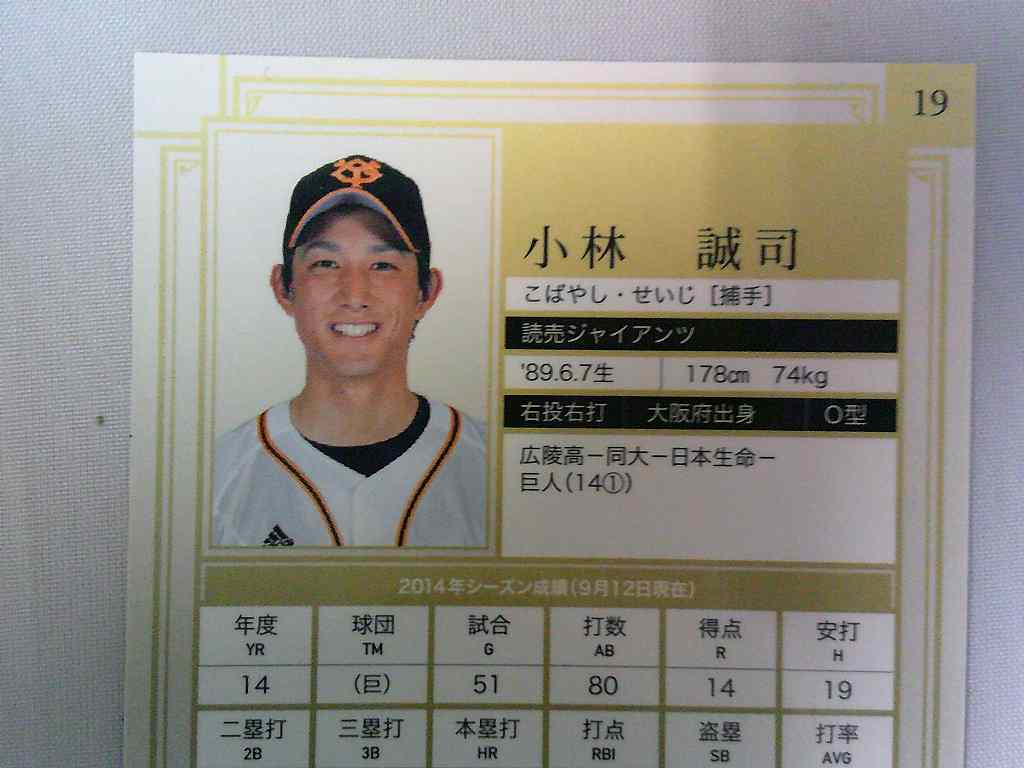 19
小林 誠司
こばやし・せいじ [捕手]
読売ジャイアンツ
'89.6.7生 178㎝ 74kg
右投右打 大阪府出身 O型
広陵高－同大－日本生命－
巨人(14①)
2014年シーズン成績(9月12日現在)
年度 球団 試合 打数 得点 安打
YR TM G AB R H
14 (巨) 51 80 14 19
二塁打 三塁打 本塁打 打点 盗塁 打率
2B 3B HR RBI SB AVG